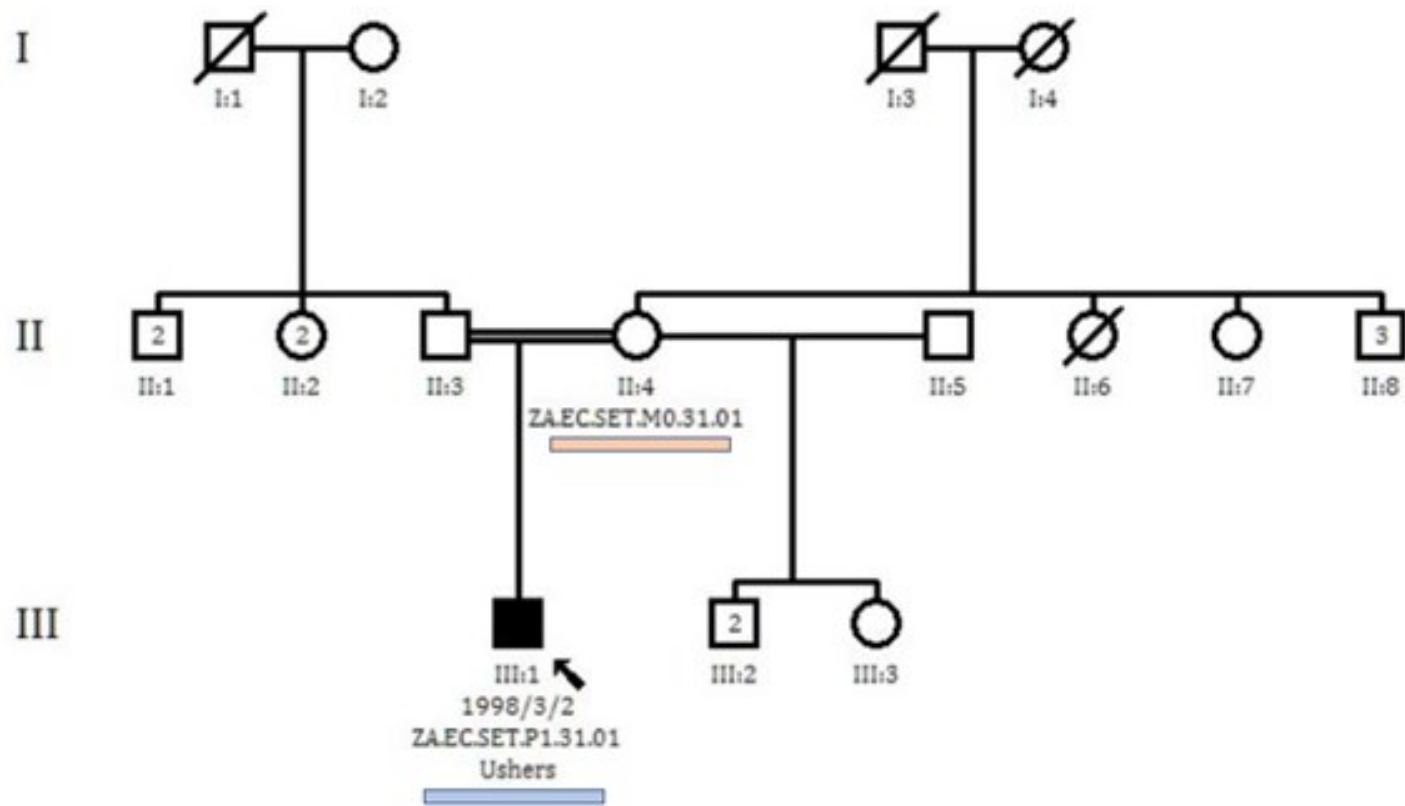 I
I:1
I:2
I:3
I:4
II
2
2
3
II:1
II:2
II:3
II:4
II:5
II:6
II:7
II:8
ZA.EC.SET.M0.31.01
III
2
III:1
III:2
III:3
1998/3/2
ZA.EC.SET.P1.31.01
Ushers